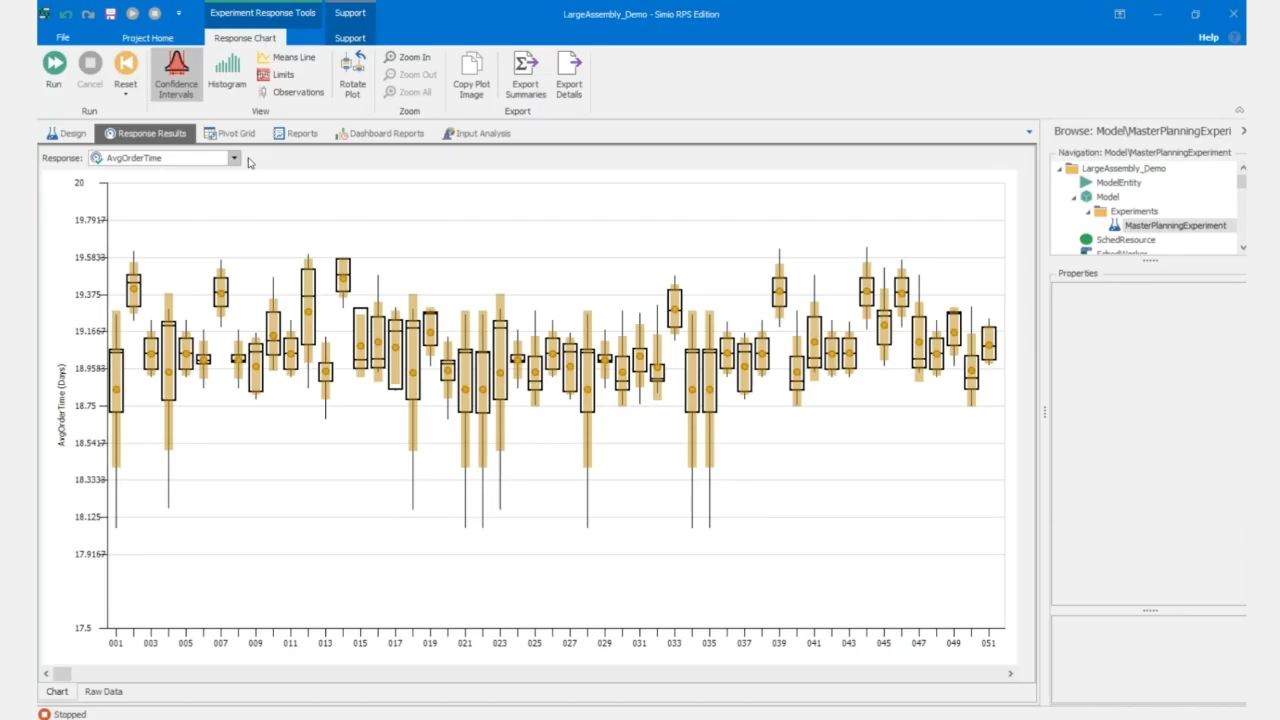 Experiment Response Tools
Support
LargeAssembly_Demo - Simio RPS Edition
File
Project Home
Response Chart
Support
Help
Run
Cancel
Reset
Confidence Intervals
Histogram
Means Line
Limits
Observations
Rotate Plot
Zoom In
Zoom Out
Zoom All
Copy Plot Image
Export Summaries
Export Details
Run
View
Zoom
Export
Design
Response Results
Pivot Grid
Reports
Dashboard Reports
Input Analysis
Response: AvgOrderTime
20
19.7917
19.5833
19.375
19.1667
18.9583
18.75
18.5417
18.3333
18.125
17.9167
17.5
AvgOrderTime (Days)
001 003 005 007 009 011 013 015 017 019 021 023 025 027 029 031 033 035 037 039 041 043 045 047 049 051
Chart
Raw Data
Stopped
Browse: Model\MasterPlanningExperi
Navigation: Model\MasterPlanningExperiment
LargeAssembly_Demo
ModelEntity
Model
Experiments
MasterPlanningExperiment
SchedResource
SchedWorker
Properties